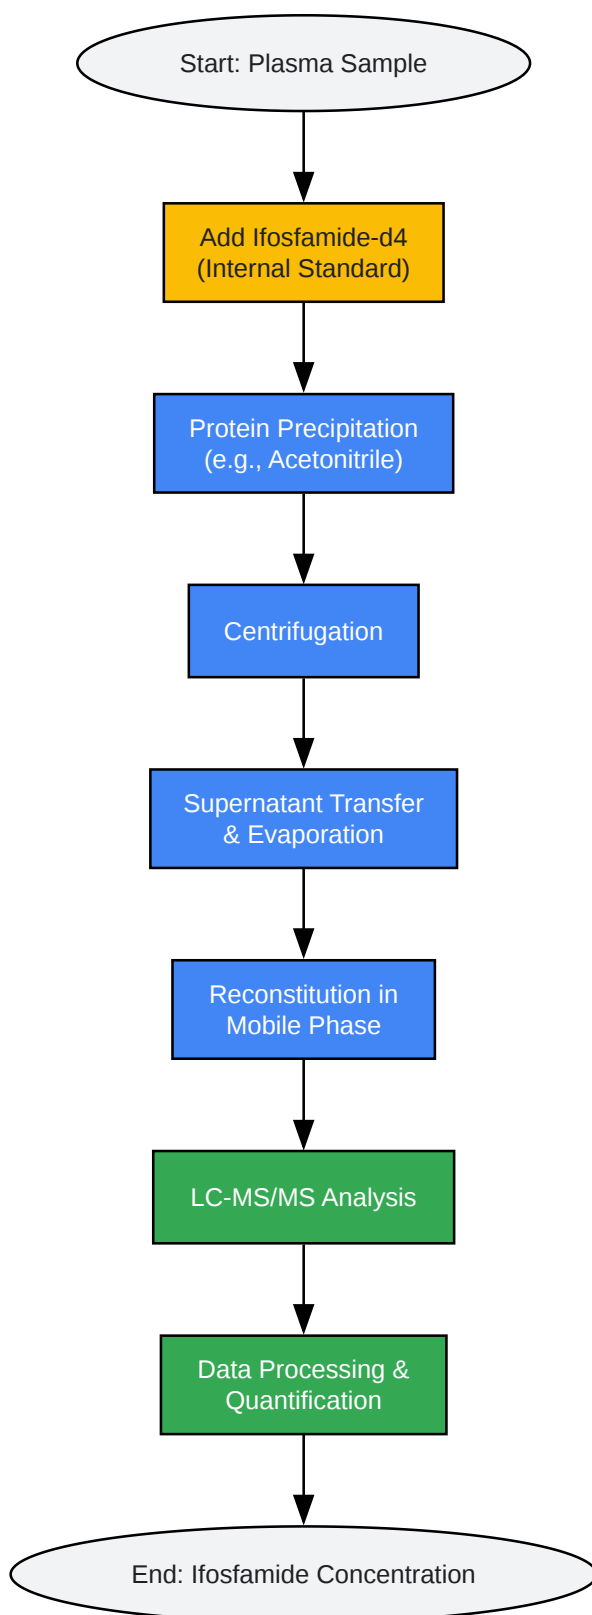 Start: Plasma Sample
Add Ifosfamide-d4
(Internal Standard)
Protein Precipitation
(e.g., Acetonitrile)
Centrifugation
Supernatant Transfer
& Evaporation
Reconstitution in
Mobile Phase
LC-MS/MS Analysis
Data Processing &
Quantification
End: Ifosfamide Concentration